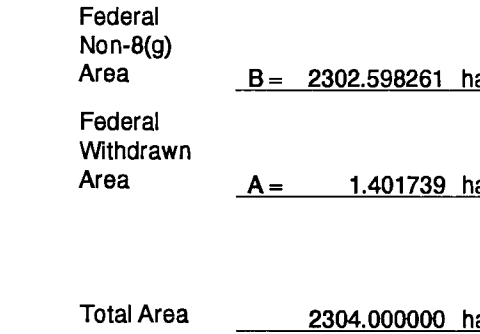 Federal
Non-8(g)
Area B = 2302.598261 ha
Federal
Withdrawn
Area A = 1.401739 ha
Total Area 2304.000000 ha